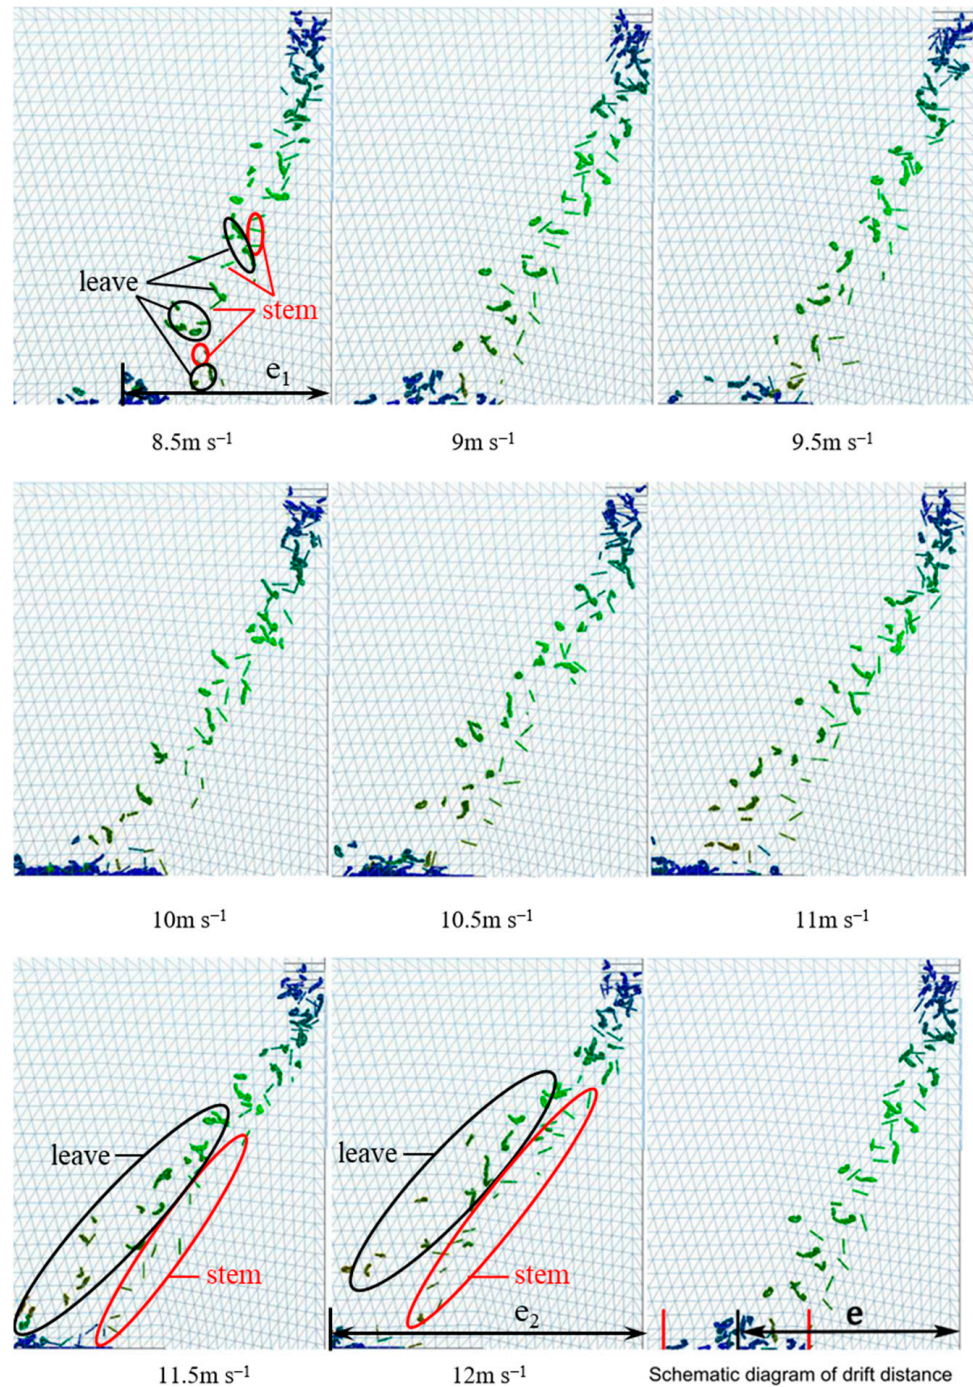 leave
stem
e1
8.5m s⁻¹
9m s⁻¹
9.5m s⁻¹
10m s⁻¹
10.5m s⁻¹
11m s⁻¹
leave
stem
leave
stem
e2
e
11.5m s⁻¹
12m s⁻¹
Schematic diagram of drift distance